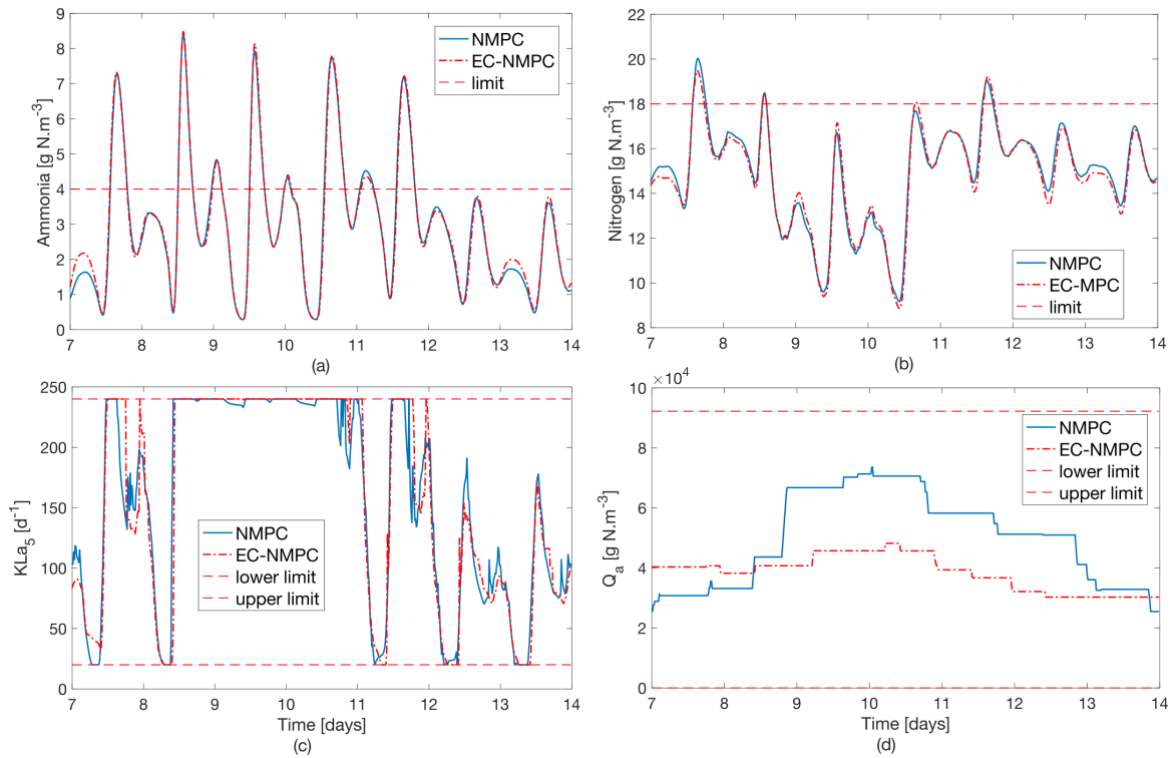 9
8
7
6
5
4
3
2
1
0
Ammonia [g N.m-3]
NMPC
EC-NMPC
limit
7 8 9 10 11 12 13 14
(a)
22
20
18
16
14
12
10
8
Nitrogen [g N.m-3]
NMPC
EC-MPC
limit
7 8 9 10 11 12 13 14
(b)
250
200
150
100
50
0
KLa5 [d-1]
NMPC
EC-NMPC
lower limit
upper limit
7 8 9 10 11 12 13 14
Time [days]
(c)
10 × 10^4
8
6
4
2
0
Qa [g N.m-3]
NMPC
EC-NMPC
lower limit
upper limit
7 8 9 10 11 12 13 14
Time [days]
(d)